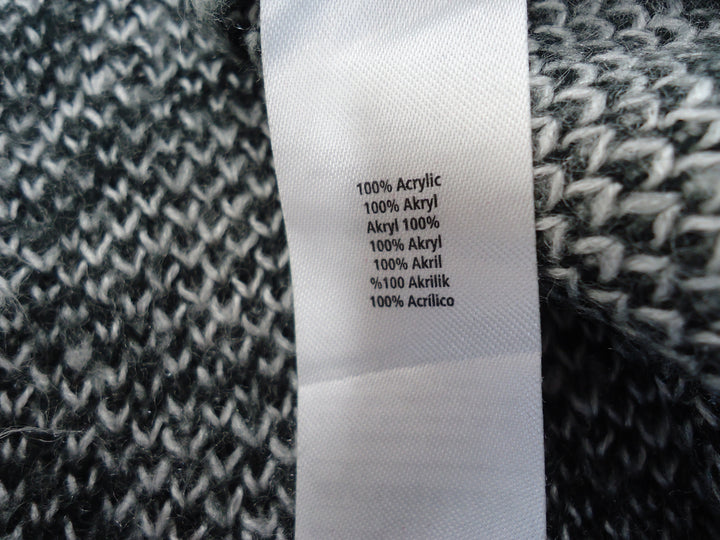 100% Acrylic
100% Akryl
Akryl 100%
100% Akryl
100% Akril
%100 Akrilik
100% Acrílico